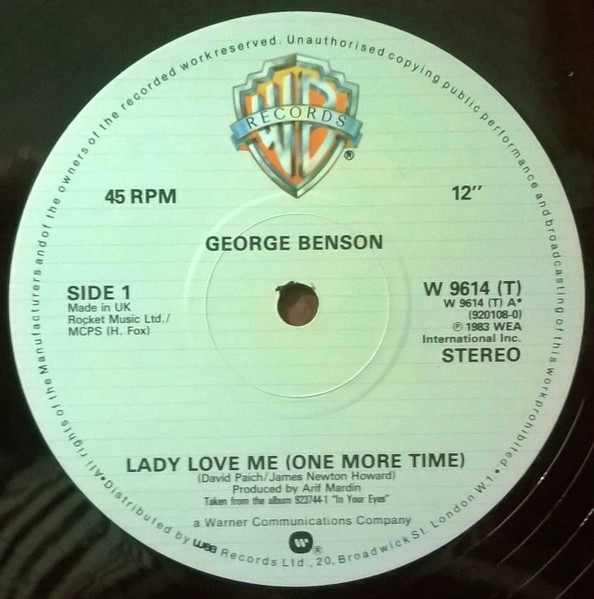 All rights of the Manufacturers and of the owners of the recorded work reserved. Unauthorised copying public performance and broadcasting of this work prohibited.
WB
RECORDS
®
45 RPM
12"
GEORGE BENSON
SIDE 1
Made in UK
Rocket Music Ltd./
MCPS (H. Fox)
W 9614 (T)
W 9614 (T) A*
(920108-0)
℗ 1983 WEA
International Inc.
STEREO
LADY LOVE ME (ONE MORE TIME)
(David Paich/James Newton Howard)
Produced by Arif Mardin
Taken from the album 923744-1 "In Your Eyes"
a Warner Communications Company
W ®
•Distributed by wea Records Ltd., 20, Broadwick St. London W.1•